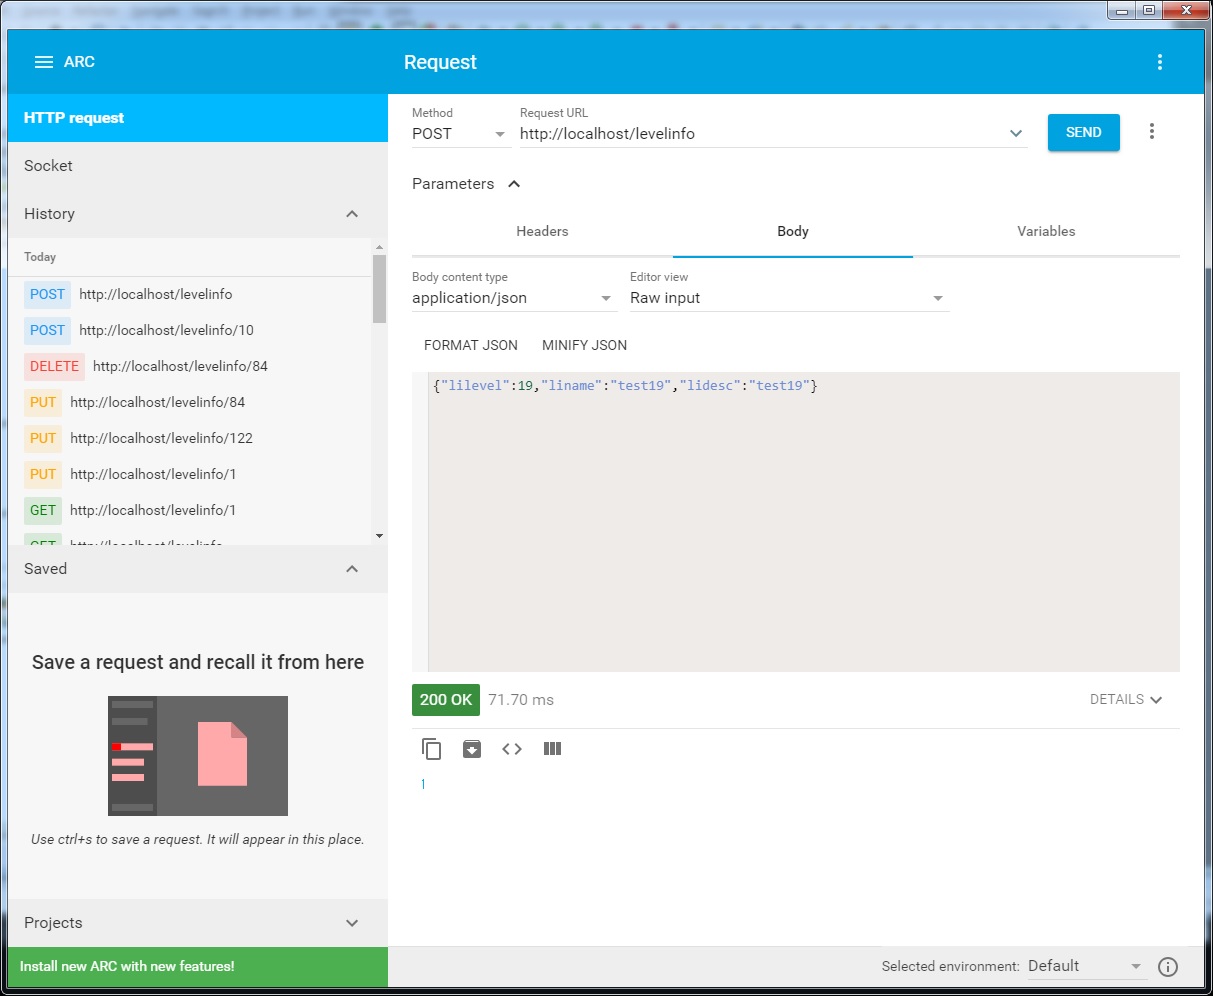 ARC
Request
HTTP request
Method
Request URL
POST
http://localhost/levelinfo
SEND
Socket
Parameters
History
Headers
Body
Variables
Today
Body content type
Editor view
application/json
Raw input
POST http://localhost/levelinfo
POST http://localhost/levelinfo/10
DELETE http://localhost/levelinfo/84
PUT http://localhost/levelinfo/84
PUT http://localhost/levelinfo/122
PUT http://localhost/levelinfo/1
GET http://localhost/levelinfo/1
GET http://localhost/levelinfo
FORMAT JSON
MINIFY JSON
{"lilevel":19,"liname":"test19","lidesc":"test19"}
Saved
Save a request and recall it from here
Use ctrl+s to save a request. It will appear in this place.
200 OK
71.70 ms
DETAILS
1
Projects
Install new ARC with new features!
Selected environment: Default